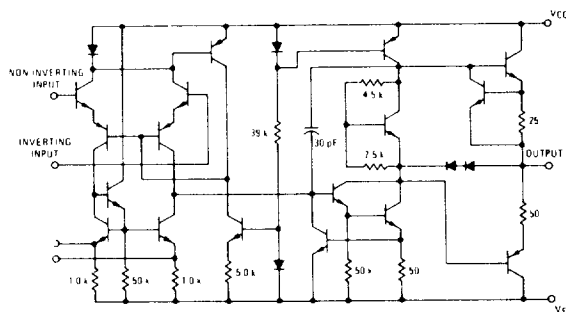 VCC
NON INVERTING
INPUT
INVERTING
INPUT
4.5 k
39 k
30 pF
7.5 k
25
OUTPUT
50
1.0 k
50 k
1.0 k
5.0 k
50 k
50